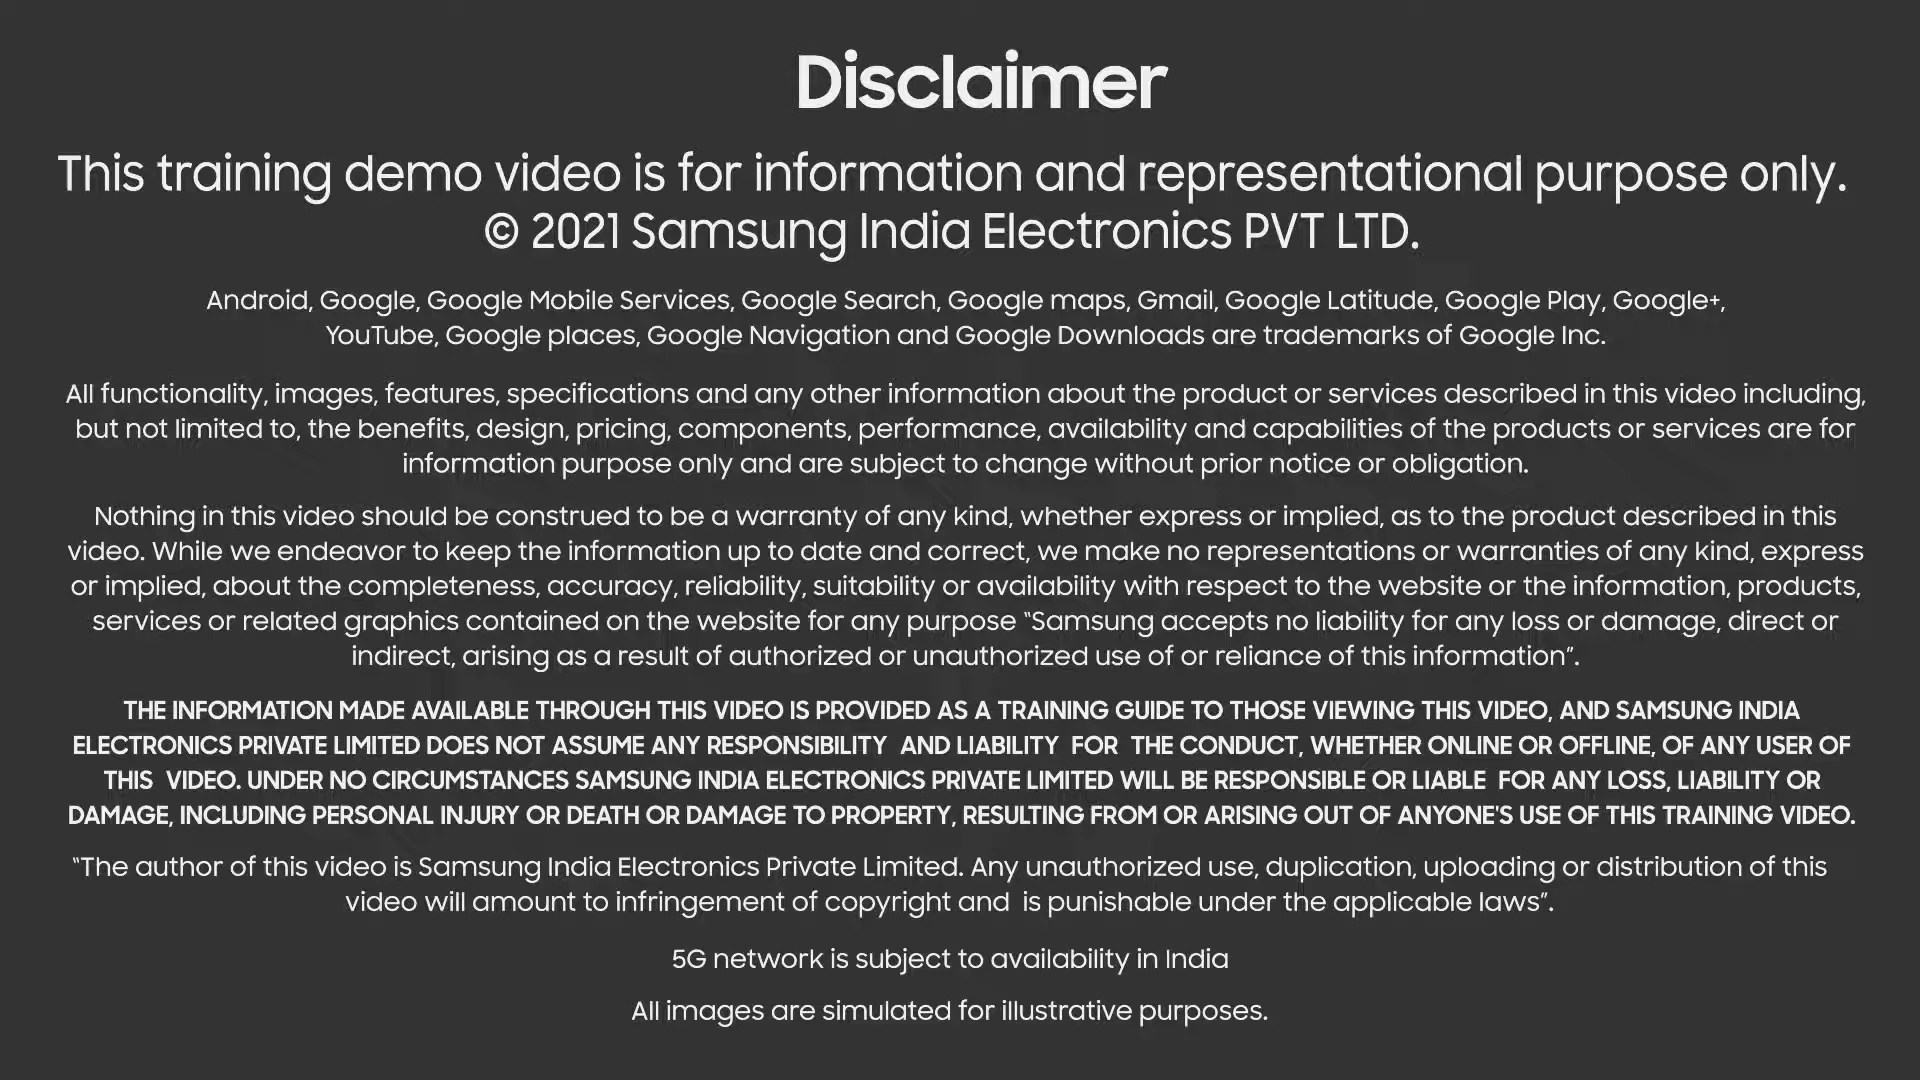 Disclaimer
This training demo video is for information and representational purpose only.
© 2021 Samsung India Electronics PVT LTD.
Android, Google, Google Mobile Services, Google Search, Google maps, Gmail, Google Latitude, Google Play, Google+,
YouTube, Google places, Google Navigation and Google Downloads are trademarks of Google Inc.
All functionality, images, features, specifications and any other information about the product or services described in this video including,
but not limited to, the benefits, design, pricing, components, performance, availability and capabilities of the products or services are for
information purpose only and are subject to change without prior notice or obligation.
Nothing in this video should be construed to be a warranty of any kind, whether express or implied, as to the product described in this
video. While we endeavor to keep the information up to date and correct, we make no representations or warranties of any kind, express
or implied, about the completeness, accuracy, reliability, suitability or availability with respect to the website or the information, products,
services or related graphics contained on the website for any purpose “Samsung accepts no liability for any loss or damage, direct or
indirect, arising as a result of authorized or unauthorized use of or reliance of this information”.
THE INFORMATION MADE AVAILABLE THROUGH THIS VIDEO IS PROVIDED AS A TRAINING GUIDE TO THOSE VIEWING THIS VIDEO, AND SAMSUNG INDIA
ELECTRONICS PRIVATE LIMITED DOES NOT ASSUME ANY RESPONSIBILITY AND LIABILITY FOR THE CONDUCT, WHETHER ONLINE OR OFFLINE, OF ANY USER OF
THIS VIDEO. UNDER NO CIRCUMSTANCES SAMSUNG INDIA ELECTRONICS PRIVATE LIMITED WILL BE RESPONSIBLE OR LIABLE FOR ANY LOSS, LIABILITY OR
DAMAGE, INCLUDING PERSONAL INJURY OR DEATH OR DAMAGE TO PROPERTY, RESULTING FROM OR ARISING OUT OF ANYONE'S USE OF THIS TRAINING VIDEO.
“The author of this video is Samsung India Electronics Private Limited. Any unauthorized use, duplication, uploading or distribution of this
video will amount to infringement of copyright and is punishable under the applicable laws”.
5G network is subject to availability in India
All images are simulated for illustrative purposes.